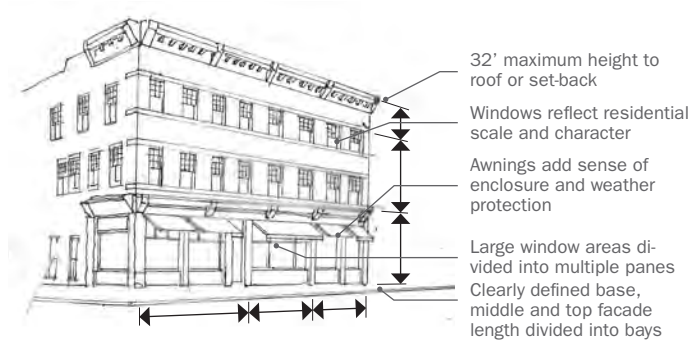 32’ maximum height to
roof or set-back
Windows reflect residential
scale and character
Awnings add sense of
enclosure and weather
protection
Large window areas di-
vided into multiple panes
Clearly defined base,
middle and top facade
length divided into bays